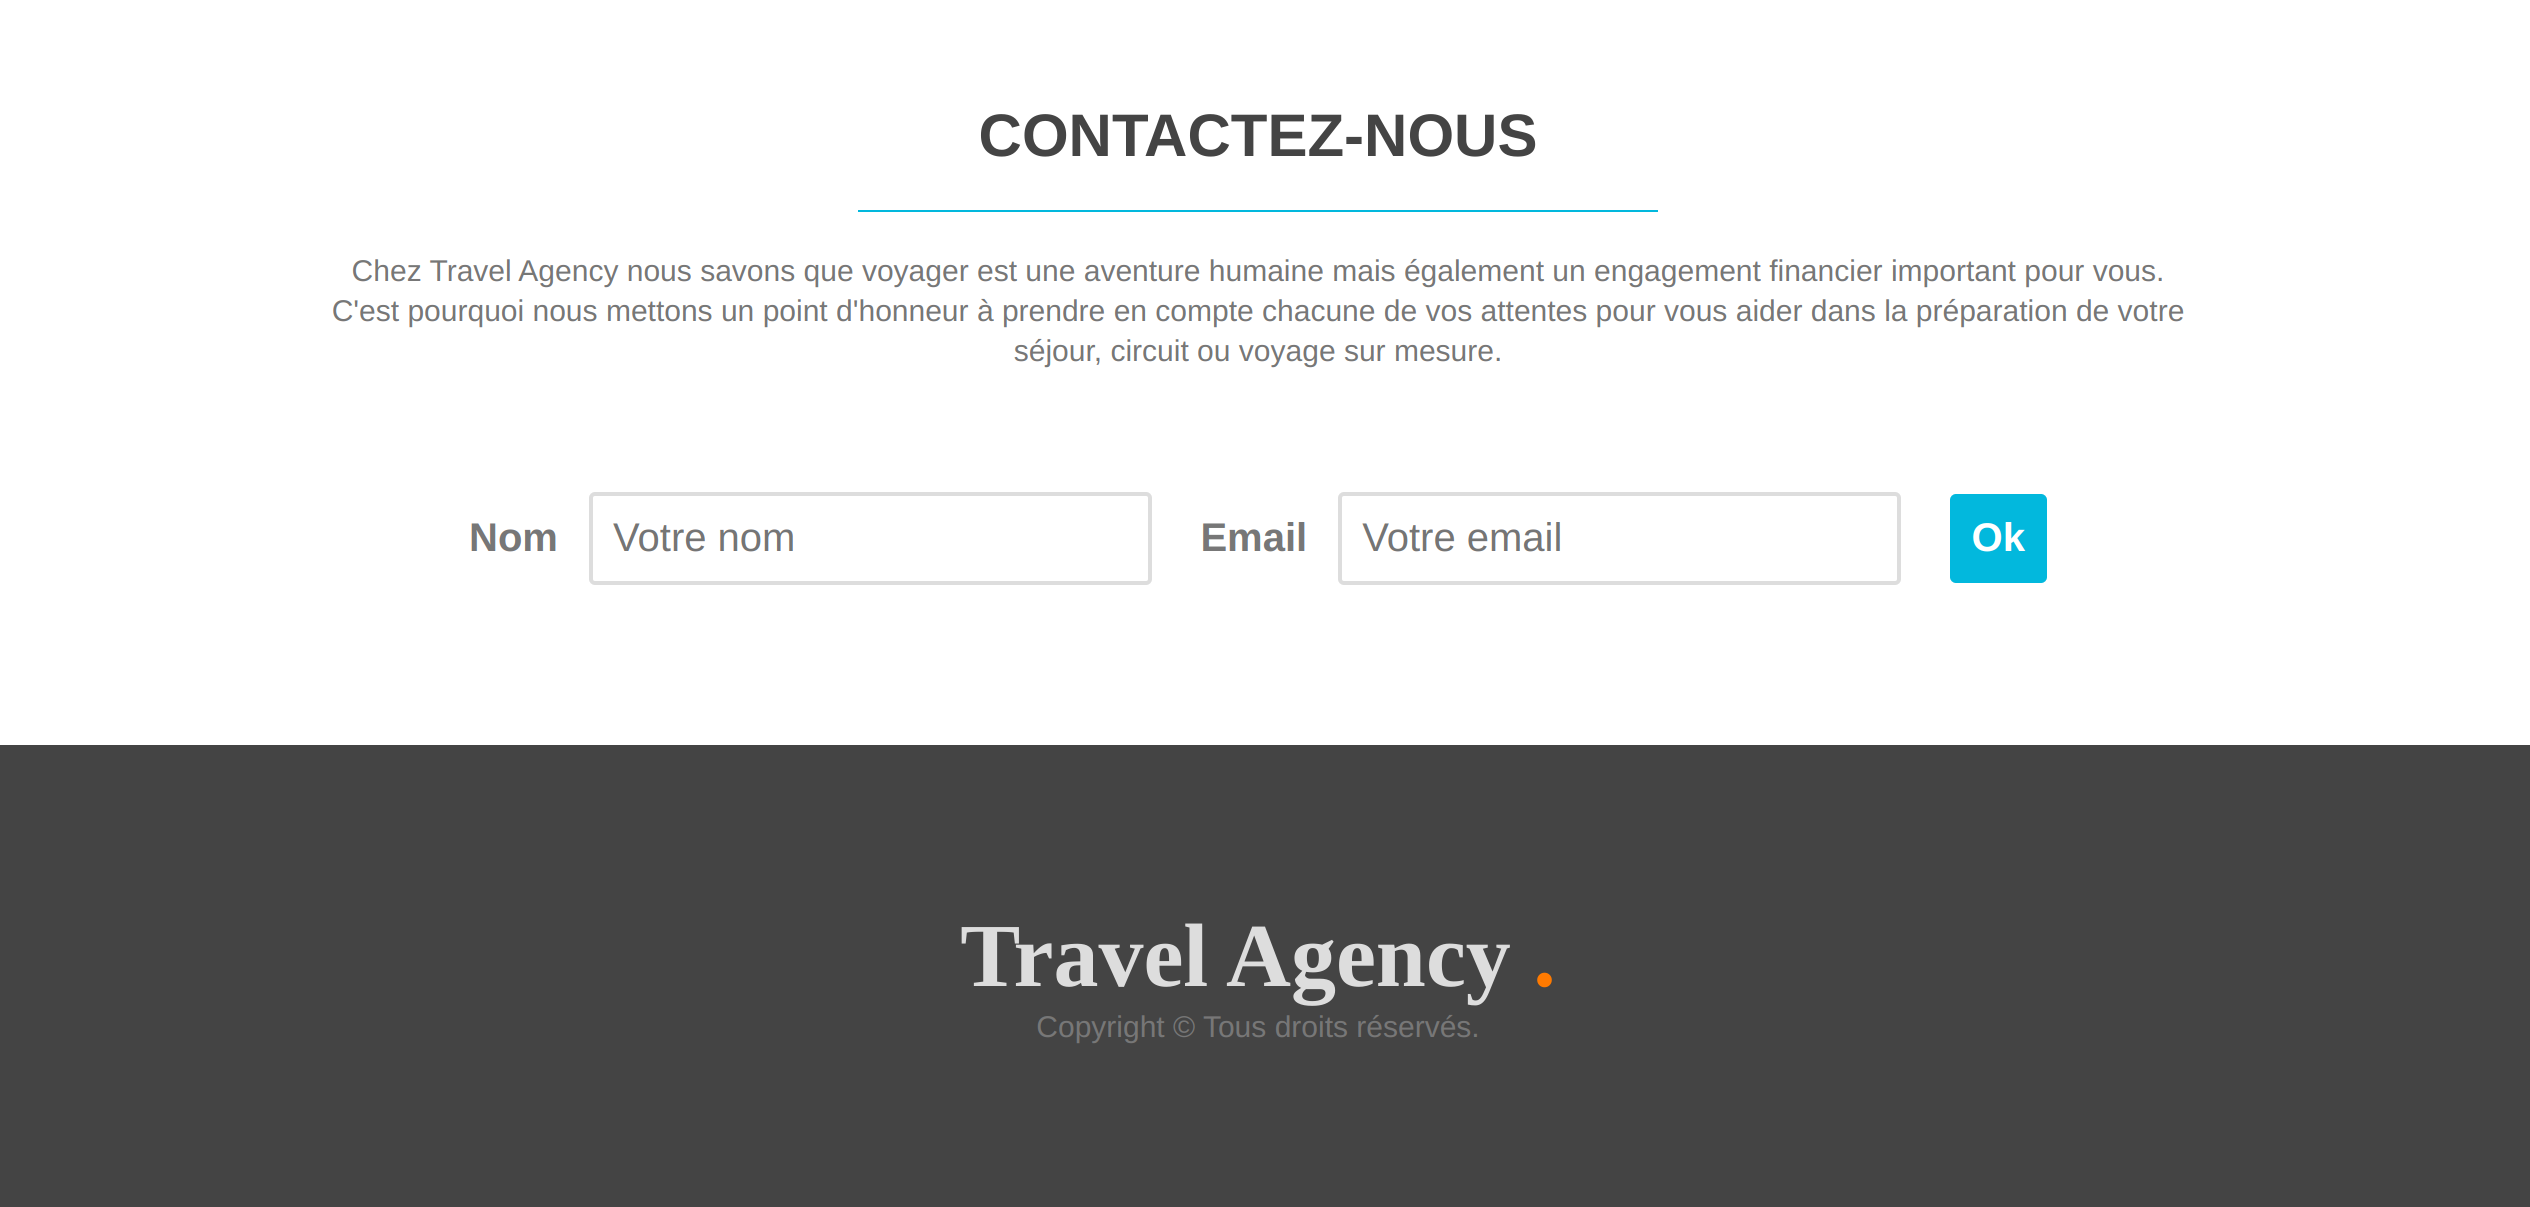 CONTACTEZ-NOUS
Chez Travel Agency nous savons que voyager est une aventure humaine mais également un engagement financier important pour vous.
C'est pourquoi nous mettons un point d'honneur à prendre en compte chacune de vos attentes pour vous aider dans la préparation de votre
séjour, circuit ou voyage sur mesure.
Nom Votre nom Email Votre email Ok
Travel Agency .
Copyright © Tous droits réservés.